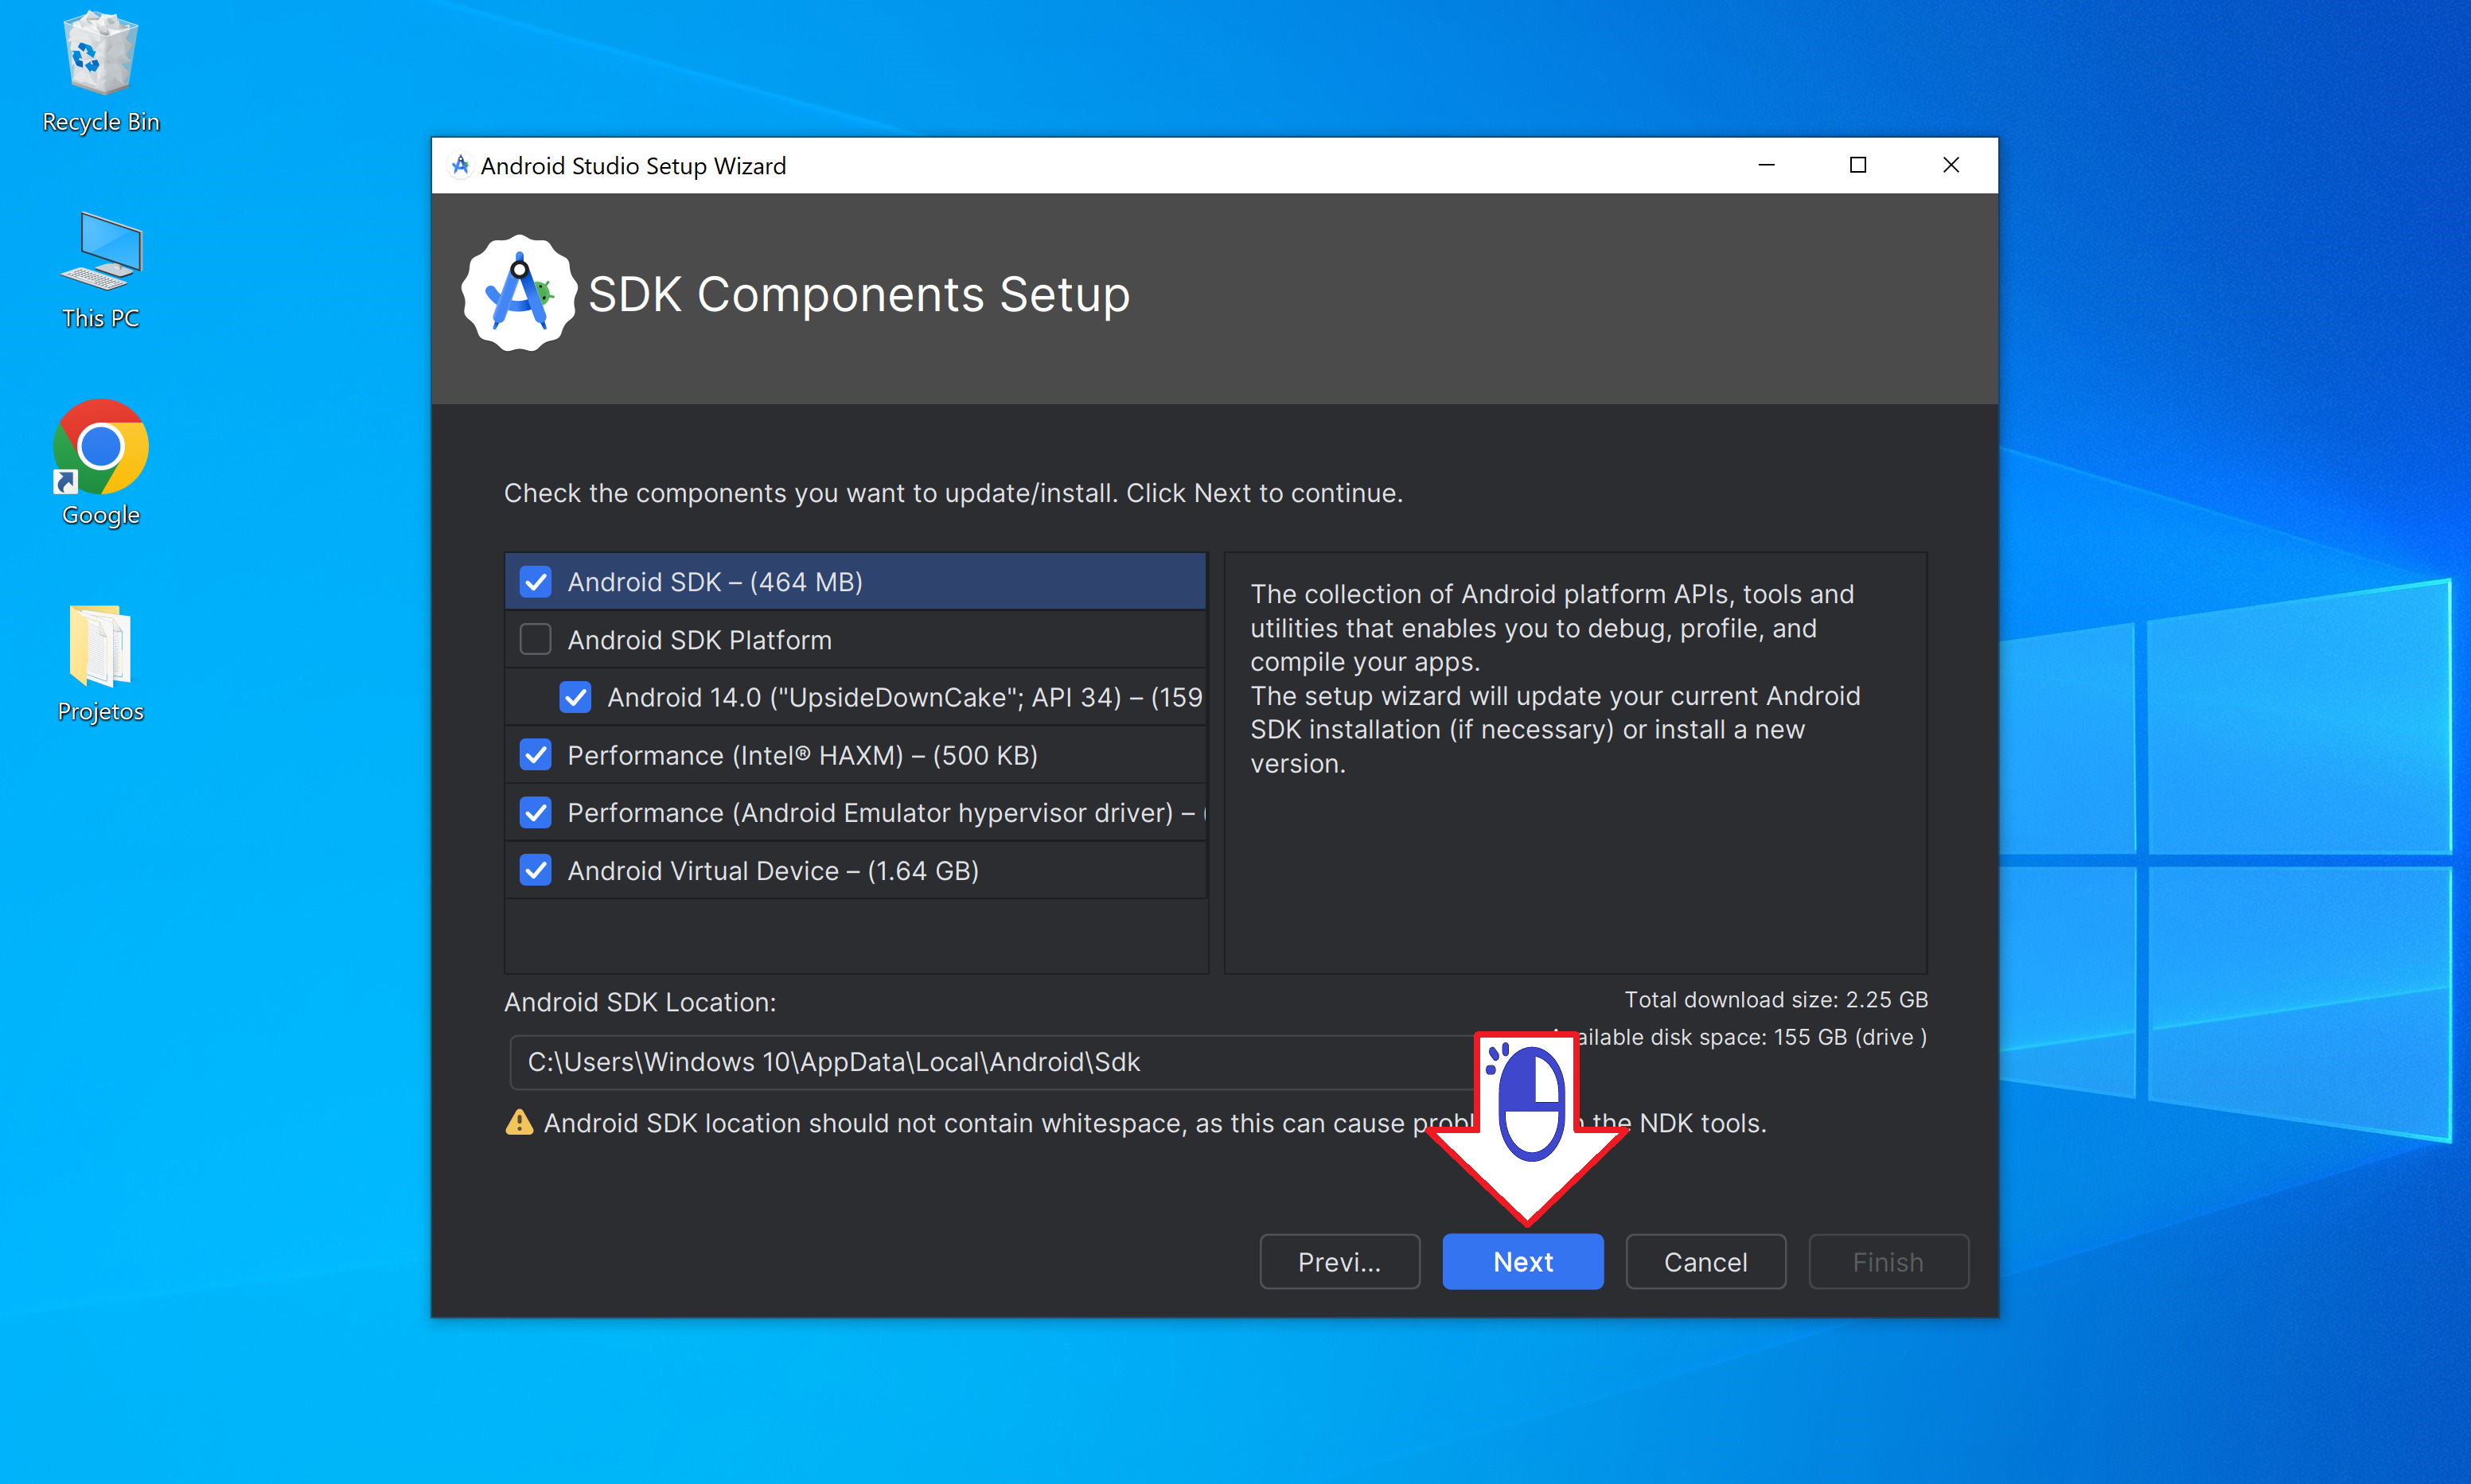 Recycle Bin
This PC
Google
Projetos
Android Studio Setup Wizard
SDK Components Setup
Check the components you want to update/install. Click Next to continue.
Android SDK – (464 MB)
Android SDK Platform
Android 14.0 ("UpsideDownCake"; API 34) – (159
Performance (Intel® HAXM) – (500 KB)
Performance (Android Emulator hypervisor driver) – (
Android Virtual Device – (1.64 GB)
The collection of Android platform APIs, tools and
utilities that enables you to debug, profile, and
compile your apps.
The setup wizard will update your current Android
SDK installation (if necessary) or install a new
version.
Android SDK Location:
Total download size: 2.25 GB
disk space: 155 GB (drive )
C:\Users\Windows 10\AppData\Local\Android\Sdk
Android SDK location should not contain whitespace, as this can cause the NDK tools.
Previ...
Next
Cancel
Finish